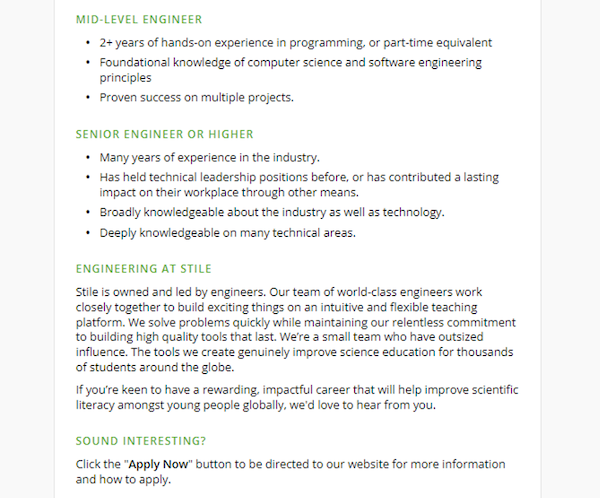 MID-LEVEL ENGINEER
• 2+ years of hands-on experience in programming, or part-time equivalent
• Foundational knowledge of computer science and software engineering
principles
• Proven success on multiple projects.
SENIOR ENGINEER OR HIGHER
• Many years of experience in the industry.
• Has held technical leadership positions before, or has contributed a lasting
impact on their workplace through other means.
• Broadly knowledgeable about the industry as well as technology.
• Deeply knowledgeable on many technical areas.
ENGINEERING AT STILE
Stile is owned and led by engineers. Our team of world-class engineers work
closely together to build exciting things on an intuitive and flexible teaching
platform. We solve problems quickly while maintaining our relentless commitment
to building high quality tools that last. We're a small team who have outsized
influence. The tools we create genuinely improve science education for thousands
of students around the globe.
If you're keen to have a rewarding, impactful career that will help improve scientific
literacy amongst young people globally, we'd love to hear from you.
SOUND INTERESTING?
Click the "Apply Now" button to be directed to our website for more information
and how to apply.